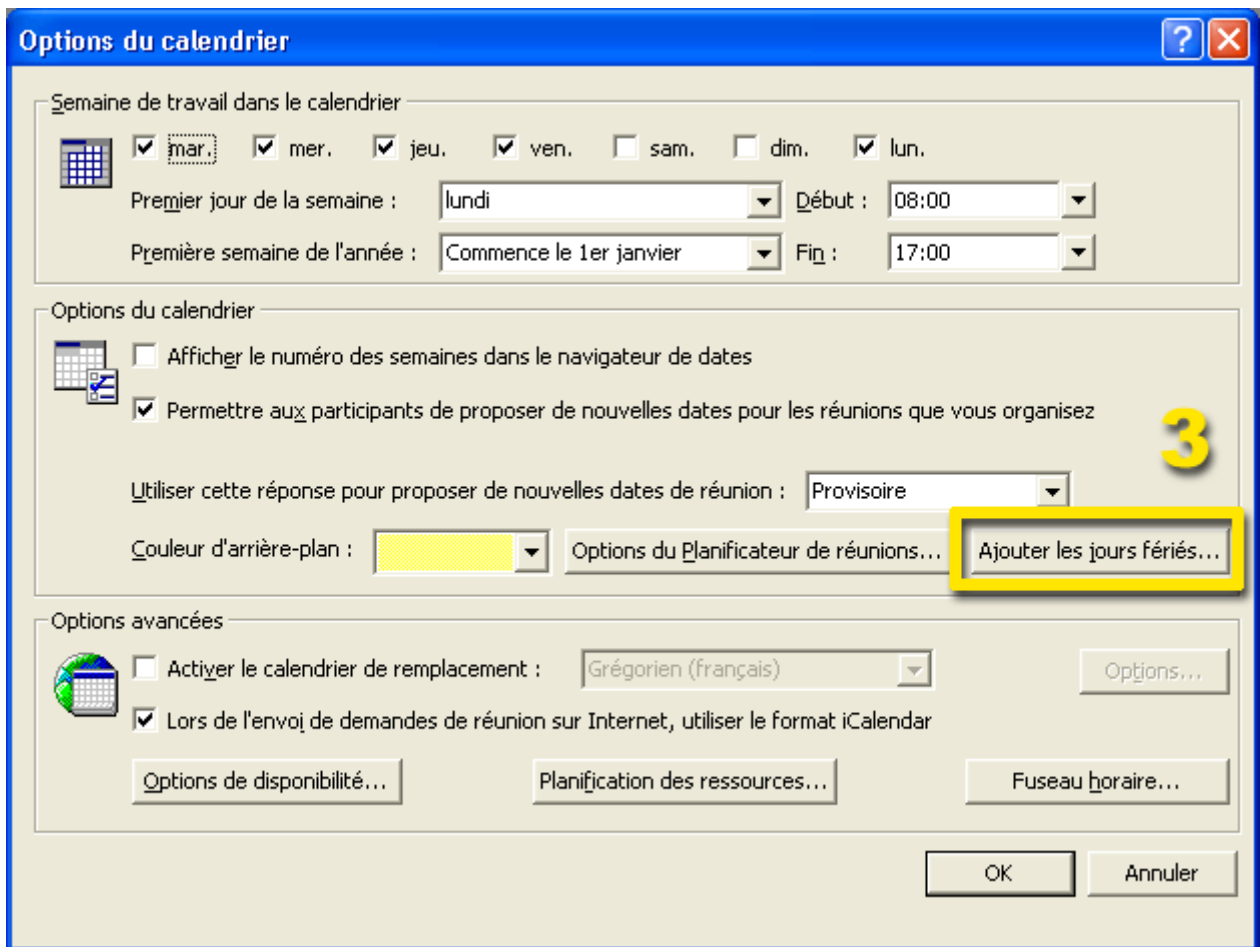 Options du calendrier
Semaine de travail dans le calendrier
mar. mer. jeu. ven. sam. dim. lun.
Premier jour de la semaine : lundi Début : 08:00
Première semaine de l'année : Commence le 1er janvier Fin : 17:00
Options du calendrier
Afficher le numéro des semaines dans le navigateur de dates
Permettre aux participants de proposer de nouvelles dates pour les réunions que vous organisez
3
Utiliser cette réponse pour proposer de nouvelles dates de réunion : Provisoire
Couleur d'arrière-plan : Options du Planificateur de réunions... Ajouter les jours fériés...
Options avancées
Activer le calendrier de remplacement : Grégorien (français) Options...
Lors de l'envoi de demandes de réunion sur Internet, utiliser le format iCalendar
Options de disponibilité... Planification des ressources... Fuseau horaire...
OK Annuler